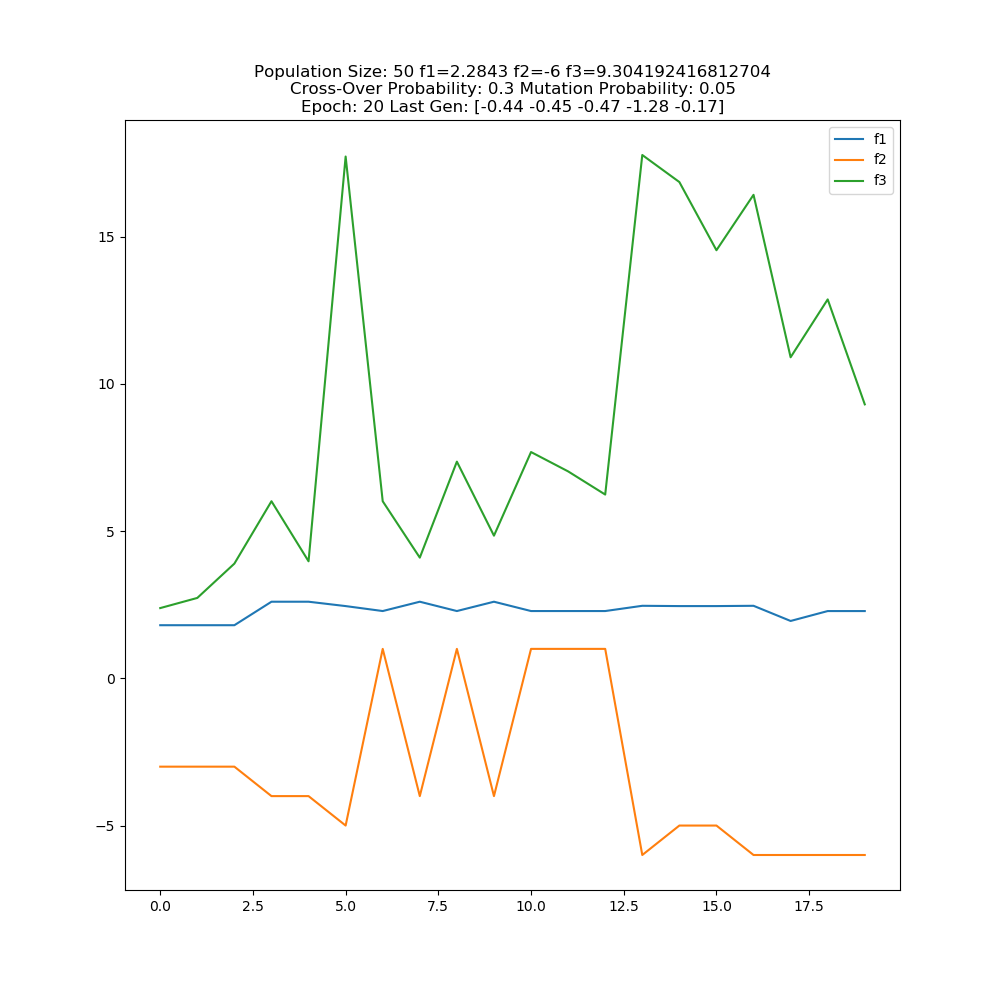 Population Size: 50 f1=2.2843 f2=-6 f3=9.304192416812704
Cross-Over Probability: 0.3 Mutation Probability: 0.05
Epoch: 20 Last Gen: [-0.44 -0.45 -0.47 -1.28 -0.17]
f1
f2
f3
15
10
5
0
−5
0.0 2.5 5.0 7.5 10.0 12.5 15.0 17.5